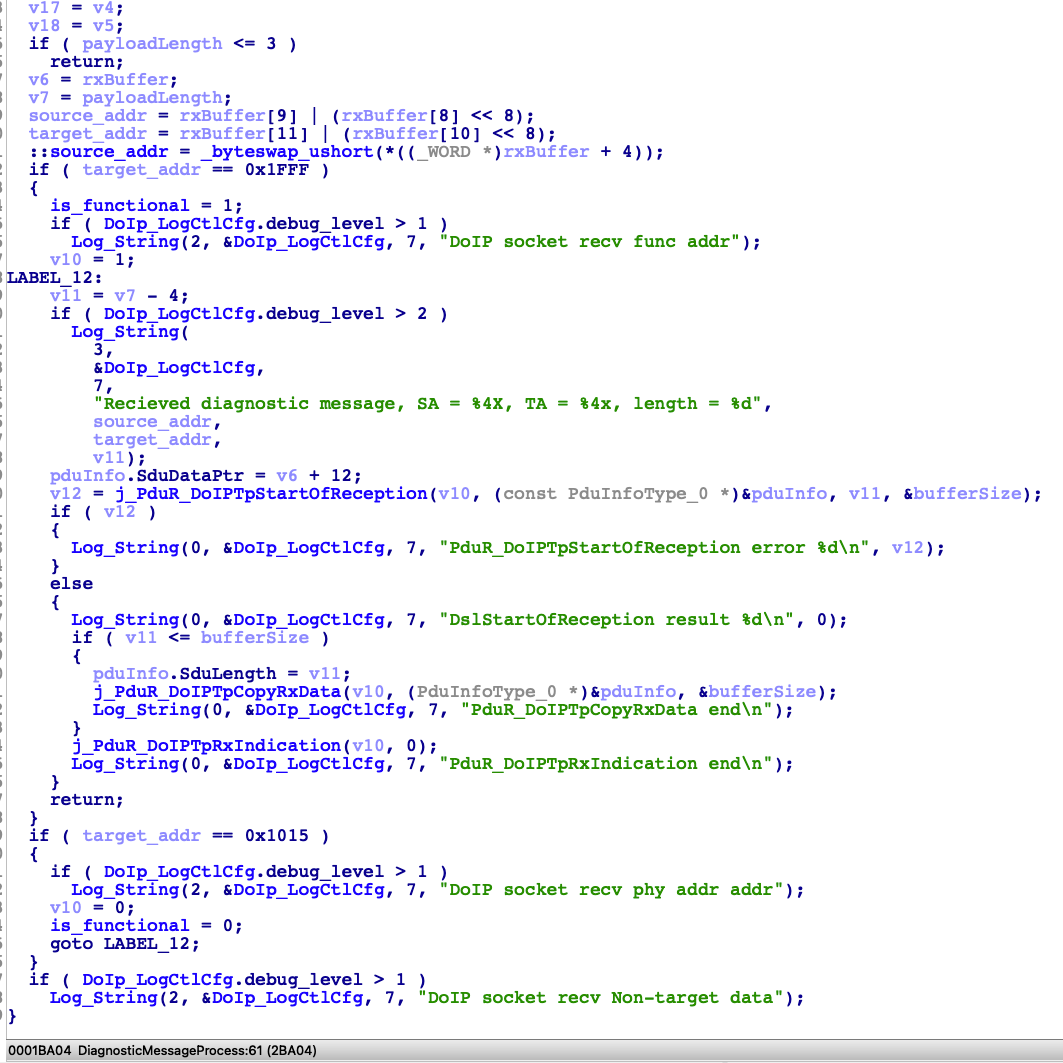 v17 = v4;
v18 = v5;
if ( payloadLength <= 3 )
return;
v6 = rxBuffer;
v7 = payloadLength;
source_addr = rxBuffer[9] | (rxBuffer[8] << 8);
target_addr = rxBuffer[11] | (rxBuffer[10] << 8);
::source_addr = _byteswap_ushort(*((_WORD *)rxBuffer + 4));
if ( target_addr == 0x1FFF )
{
is_functional = 1;
if ( DoIp_LogCtlCfg.debug_level > 1 )
Log_String(2, &DoIp_LogCtlCfg, 7, "DoIP socket recv func addr");
v10 = 1;
LABEL_12:
v11 = v7 - 4;
if ( DoIp_LogCtlCfg.debug_level > 2 )
Log_String(
3,
&DoIp_LogCtlCfg,
7,
"Recieved diagnostic message, SA = %4X, TA = %4x, length = %d",
source_addr,
target_addr,
v11);
pduInfo.SduDataPtr = v6 + 12;
v12 = j_PduR_DoIPTpStartOfReception(v10, (const PduInfoType_0 *)&pduInfo, v11, &bufferSize);
if ( v12 )
{
Log_String(0, &DoIp_LogCtlCfg, 7, "PduR_DoIPTpStartOfReception error %d\n", v12);
}
else
{
Log_String(0, &DoIp_LogCtlCfg, 7, "DslStartOfReception result %d\n", 0);
if ( v11 <= bufferSize )
{
pduInfo.SduLength = v11;
j_PduR_DoIPTpCopyRxData(v10, (PduInfoType_0 *)&pduInfo, &bufferSize);
Log_String(0, &DoIp_LogCtlCfg, 7, "PduR_DoIPTpCopyRxData end\n");
}
j_PduR_DoIPTpRxIndication(v10, 0);
Log_String(0, &DoIp_LogCtlCfg, 7, "PduR_DoIPTpRxIndication end\n");
}
return;
}
if ( target_addr == 0x1015 )
{
if ( DoIp_LogCtlCfg.debug_level > 1 )
Log_String(2, &DoIp_LogCtlCfg, 7, "DoIP socket recv phy addr addr");
v10 = 0;
is_functional = 0;
goto LABEL_12;
}
if ( DoIp_LogCtlCfg.debug_level > 1 )
Log_String(2, &DoIp_LogCtlCfg, 7, "DoIP socket recv Non-target data");
}
0001BA04 DiagnosticMessageProcess:61 (2BA04)